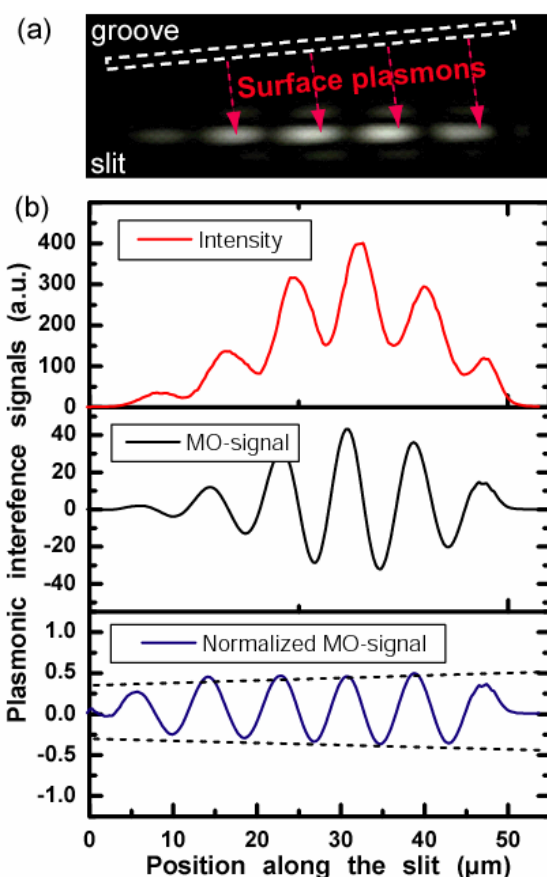 (a)
groove
Surface plasmons
slit
(b)
Plasmonic interefence signals (a.u.)
400
300
200
100
0
Intensity
40
20
0
-20
-40
MO-signal
1.0
0.5
0.0
-0.5
-1.0
Normalized MO-signal
0 10 20 30 40 50
Position along the slit (μm)